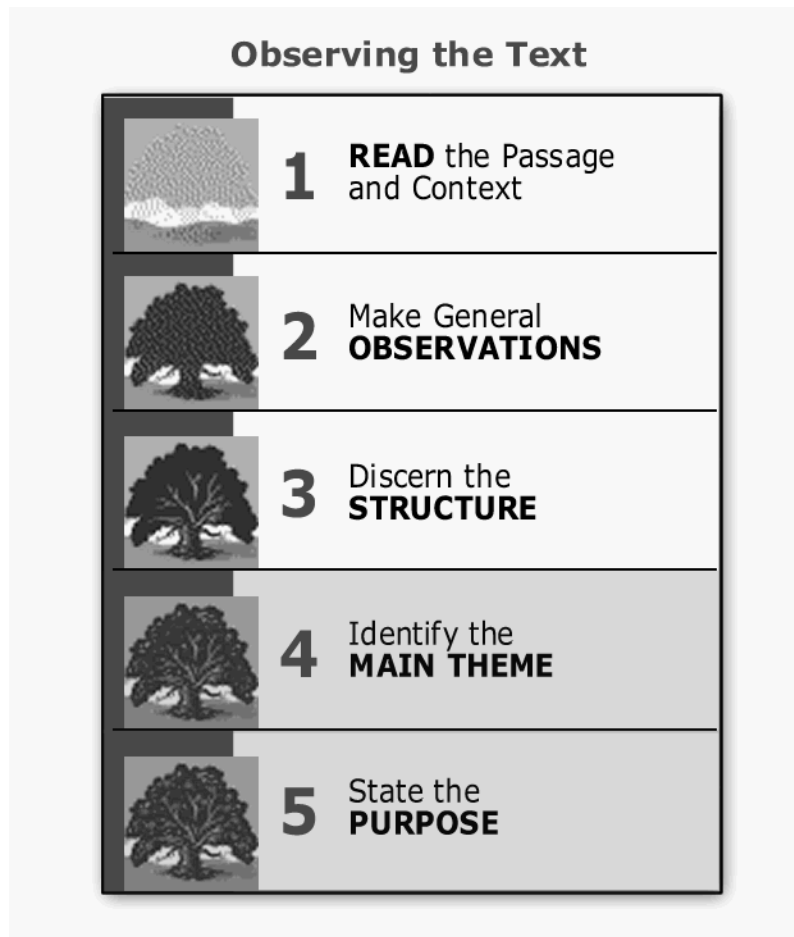 Observing the Text
1
READ the Passage
and Context
2
Make General
OBSERVATIONS
3
Discern the
STRUCTURE
4
Identify the
MAIN THEME
5
State the
PURPOSE